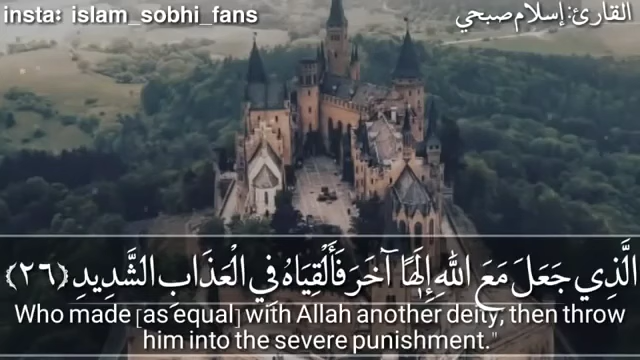 insta: islam_sobhi_fans
القارئ: إسلام صبحي
الَّذِي جَعَلَ مَعَ اللَّهِ إِلَٰهًا آخَرَ فَأَلْقِيَاهُ فِي الْعَذَابِ الشَّدِيدِ (٢٦)
Who made [as equal] with Allah another deity; then throw
him into the severe punishment."